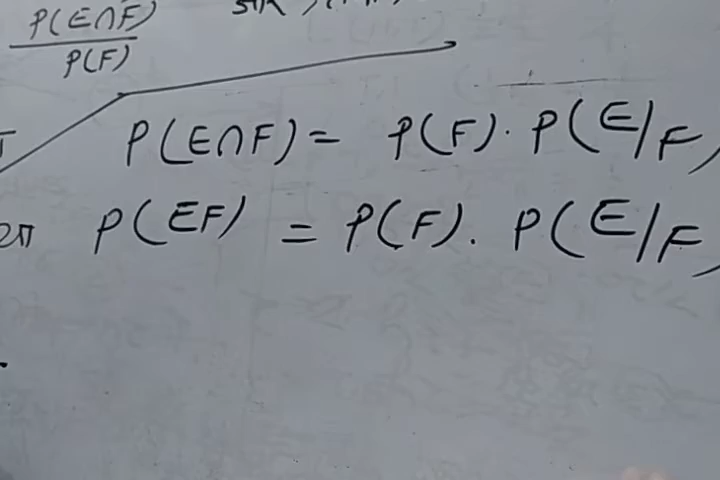 P(E∩F)
P(F)
P(E∩F) = P(F). P(E/F)
P(EF) = P(F). P(E/F)